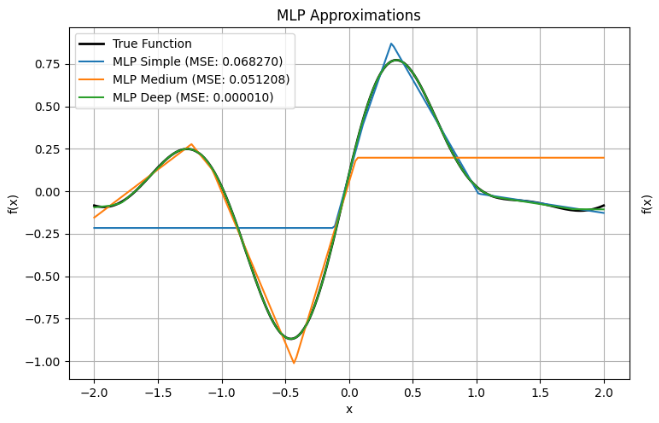 MLP Approximations
True Function
MLP Simple (MSE: 0.068270)
MLP Medium (MSE: 0.051208)
MLP Deep (MSE: 0.000010)
0.75
0.50
0.25
0.00
−0.25
−0.50
−0.75
−1.00
f(x)
f(x)
−2.0 −1.5 −1.0 −0.5 0.0 0.5 1.0 1.5 2.0
x